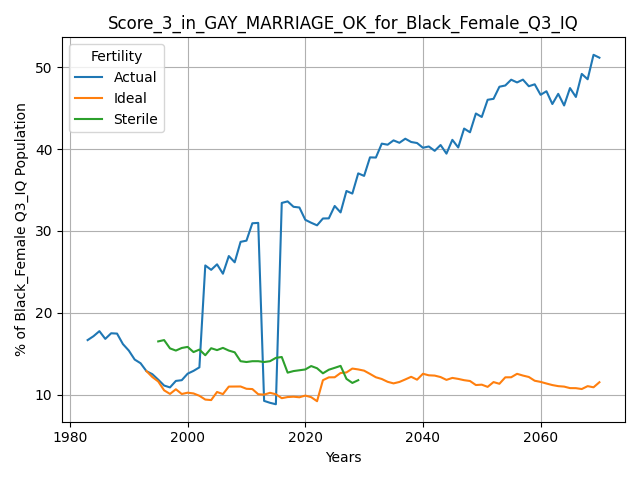 Score_3_in_GAY_MARRIAGE_OK_for_Black_Female_Q3_IQ
Fertility
Actual
Ideal
Sterile
% of Black_Female Q3_IQ Population
50
40
30
20
10
1980
2000
2020
2040
2060
Years